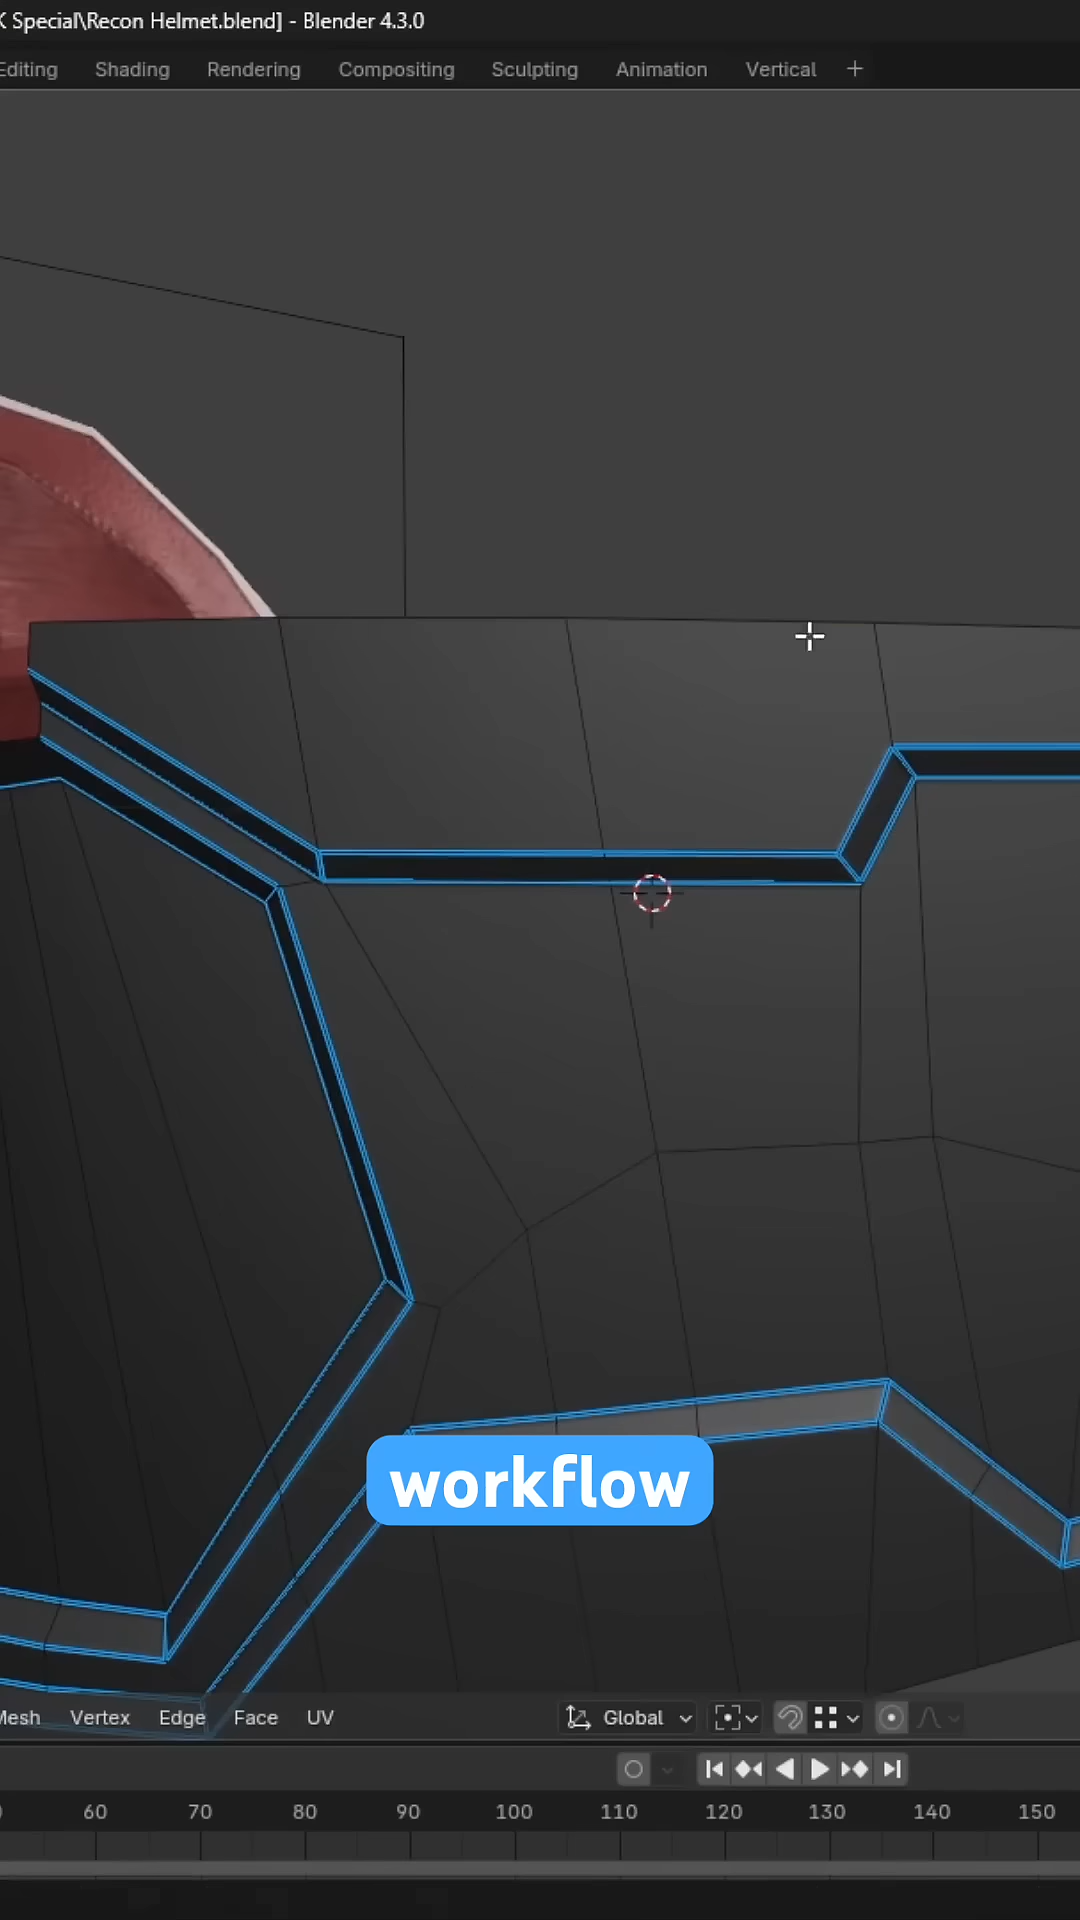 K Special\Recon Helmet.blend] - Blender 4.3.0
Editing Shading Rendering Compositing Sculpting Animation Vertical +
workflow
Mesh Vertex Edge Face UV Global
60 70 80 90 100 110 120 130 140 150